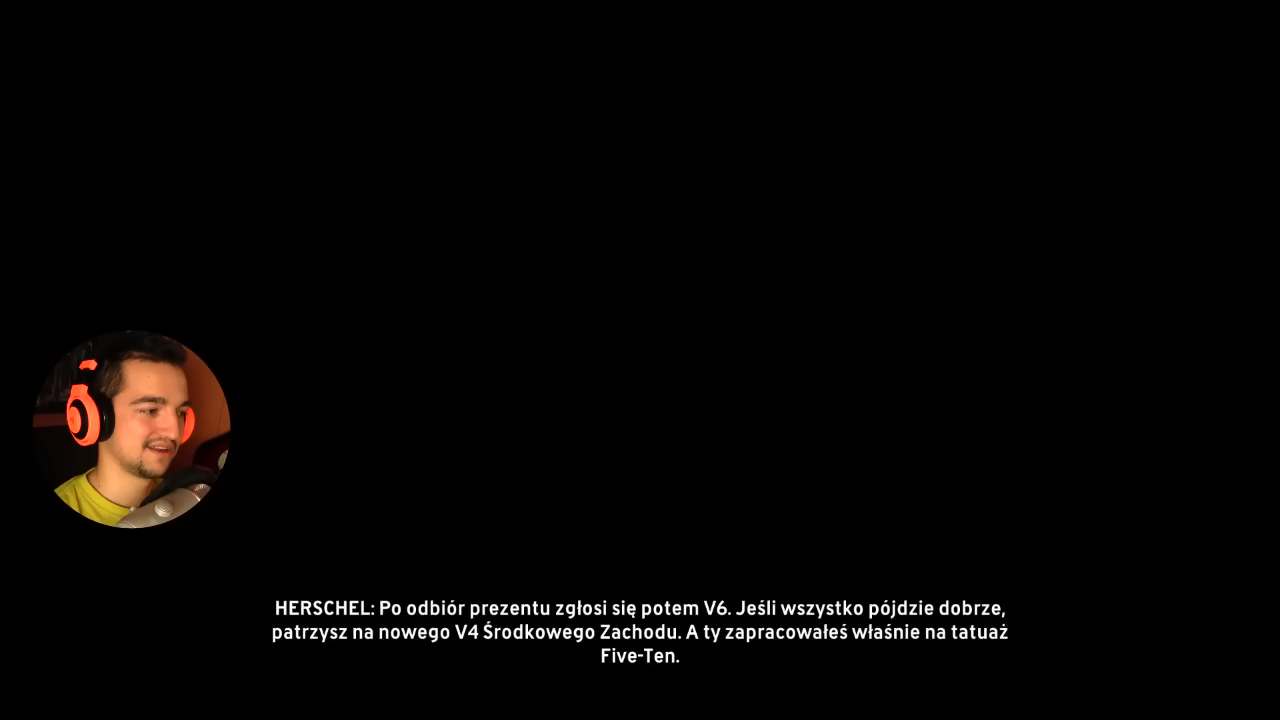 HERSCHEL: Po odbiór prezentu zgłosi się potem V6. Jeśli wszystko pójdzie dobrze,
patrzysz na nowego V4 Środkowego Zachodu. A ty zapracowałeś właśnie na tatuaż
Five-Ten.